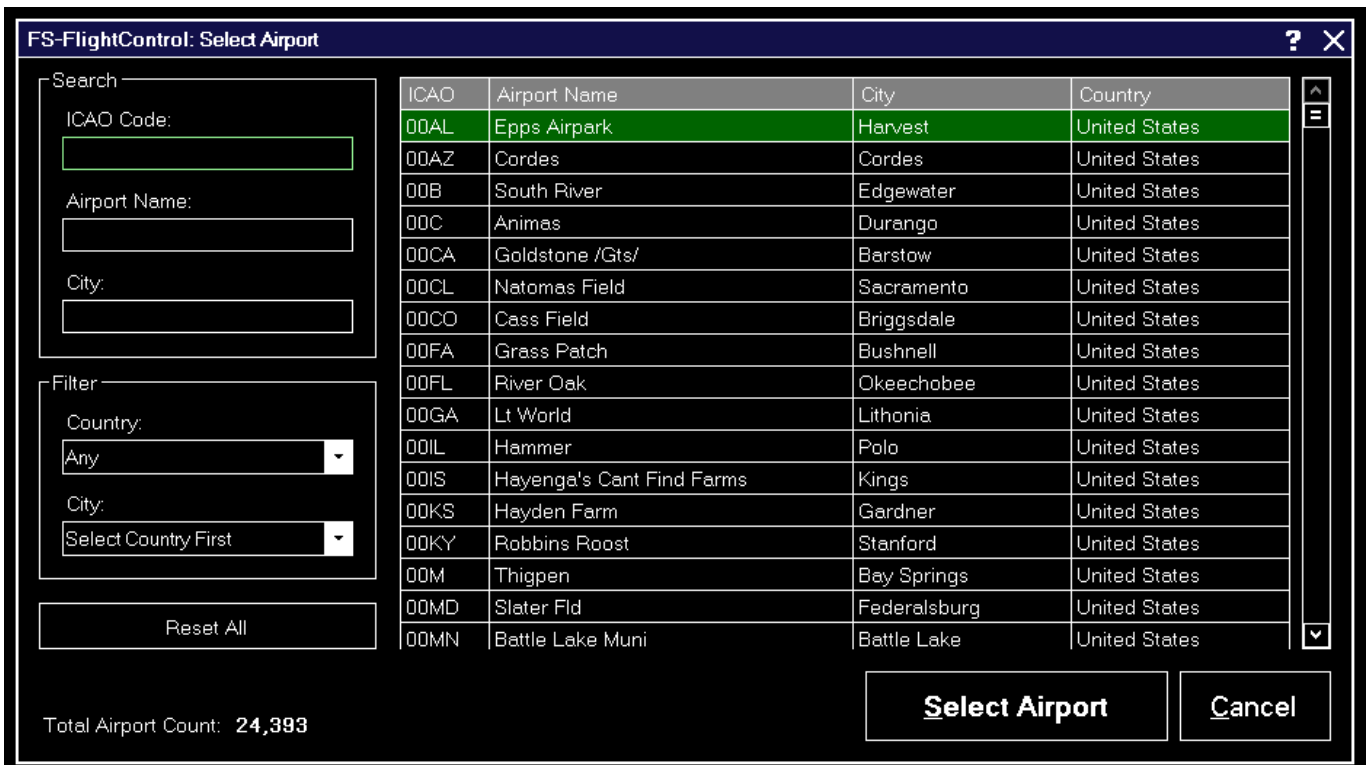 FS-FlightControl: Select Airport ? X
Search
ICAO Code:
Airport Name:
City:
Filter
Country:
Any
City:
Select Country First
Reset All
Total Airport Count: 24,393
ICAO Airport Name City Country
00AL Epps Airpark Harvest United States
00AZ Cordes Cordes United States
00B South River Edgewater United States
00C Animas Durango United States
00CA Goldstone /Gts/ Barstow United States
00CL Natomas Field Sacramento United States
00CO Cass Field Briggsdale United States
00FA Grass Patch Bushnell United States
00FL River Oak Okeechobee United States
00GA Lt World Lithonia United States
00IL Hammer Polo United States
00IS Hayenga's Cant Find Farms Kings United States
00KS Hayden Farm Gardner United States
00KY Robbins Roost Stanford United States
00M Thigpen Bay Springs United States
00MD Slater Fld Federalsburg United States
00MN Battle Lake Muni Battle Lake United States
Select Airport
Cancel